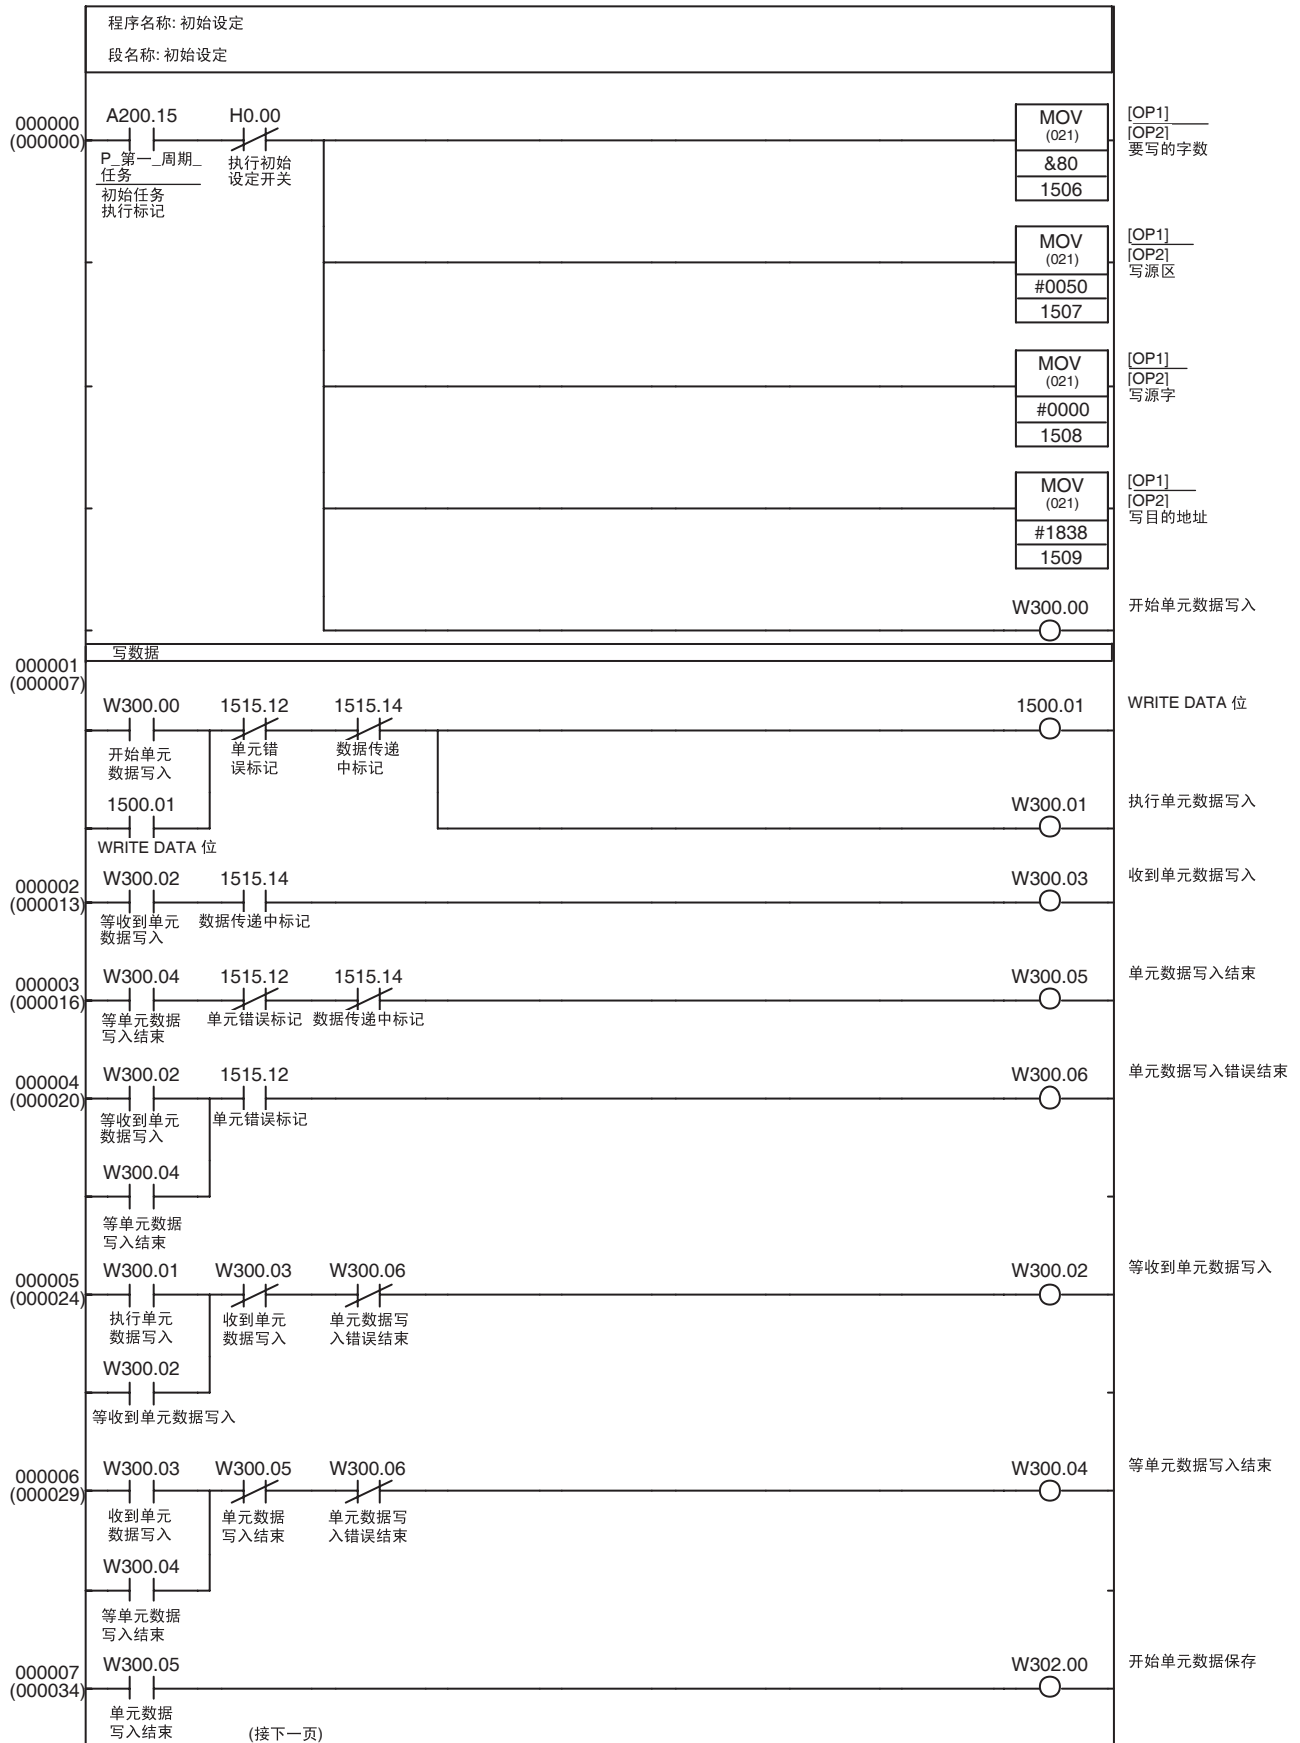 程序名称: 初始设定
段名称: 初始设定
000000
(000000)
A200.15 H0.00
P_第一_周期_
任务
初始任务
执行标记
执行初始
设定开关
MOV
(021)
&80
1506
[OP1]
[OP2]
要写的字数
MOV
(021)
#0050
1507
[OP1]
[OP2]
写源区
MOV
(021)
#0000
1508
[OP1]
[OP2]
写源字
MOV
(021)
#1838
1509
[OP1]
[OP2]
写目的地址
W300.00 开始单元数据写入
写数据
000001
(000007)
W300.00 1515.12 1515.14 1500.01 WRITE DATA 位
开始单元
数据写入
单元错
误标记
数据传递
中标记
1500.01 W300.01 执行单元数据写入
WRITE DATA 位
000002
(000013)
W300.02 1515.14 W300.03 收到单元数据写入
等收到单元
数据写入
数据传递中标记
000003
(000016)
W300.04 1515.12 1515.14 W300.05 单元数据写入结束
等单元数据
写入结束
单元错误标记 数据传递中标记
000004
(000020)
W300.02 1515.12 W300.06 单元数据写入错误结束
等收到单元
数据写入
单元错误标记
W300.04
等单元数据
写入结束
000005
(000024)
W300.01 W300.03 W300.06 W300.02 等收到单元数据写入
执行单元
数据写入
收到单元
数据写入
单元数据写
入错误结束
W300.02
等收到单元数据写入
000006
(000029)
W300.03 W300.05 W300.06 W300.04 等单元数据写入结束
收到单元
数据写入
单元数据
写入结束
单元数据写
入错误结束
W300.04
等单元数据
写入结束
000007
(000034)
W300.05 W302.00 开始单元数据保存
单元数据
写入结束
(接下一页)